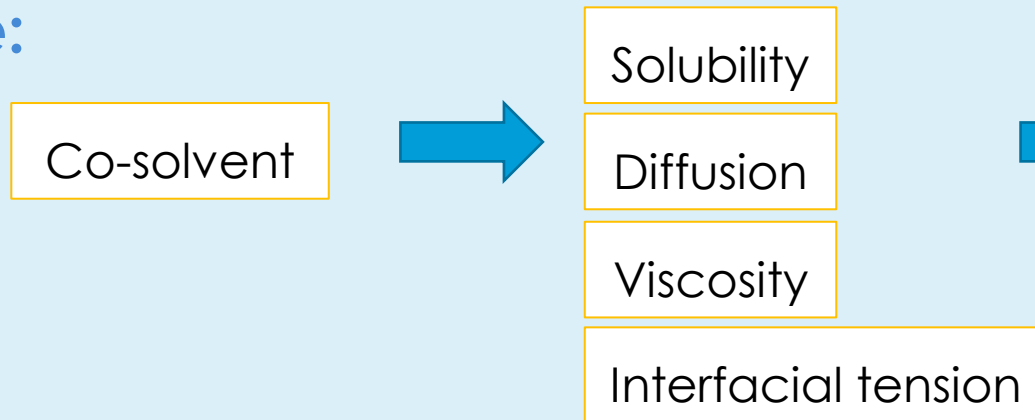 e:
Co-solvent
Solubility
Diffusion
Viscosity
Interfacial tension